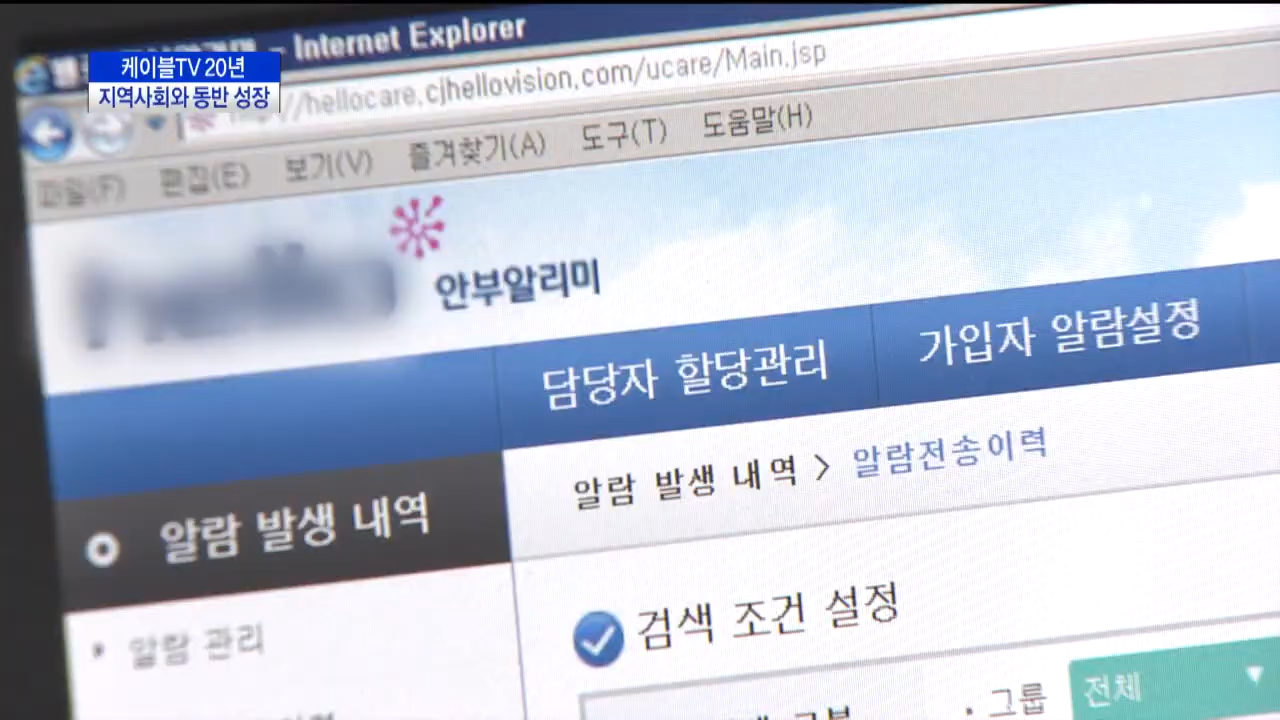 Internet Explorer
케이블TV 20년
지역사회와 동반 성장
//hellocare.cjhellovision.com/ucare/Main.jsp
파일(F) 편집(E) 보기(V) 즐겨찾기(A) 도구(T) 도움말(H)
안부알리미
담당자 할당관리 가입자 알람설정
알람 발생 내역 > 알람전송이력
알람 발생 내역
검색 조건 설정
알람 관리
그룹 전체